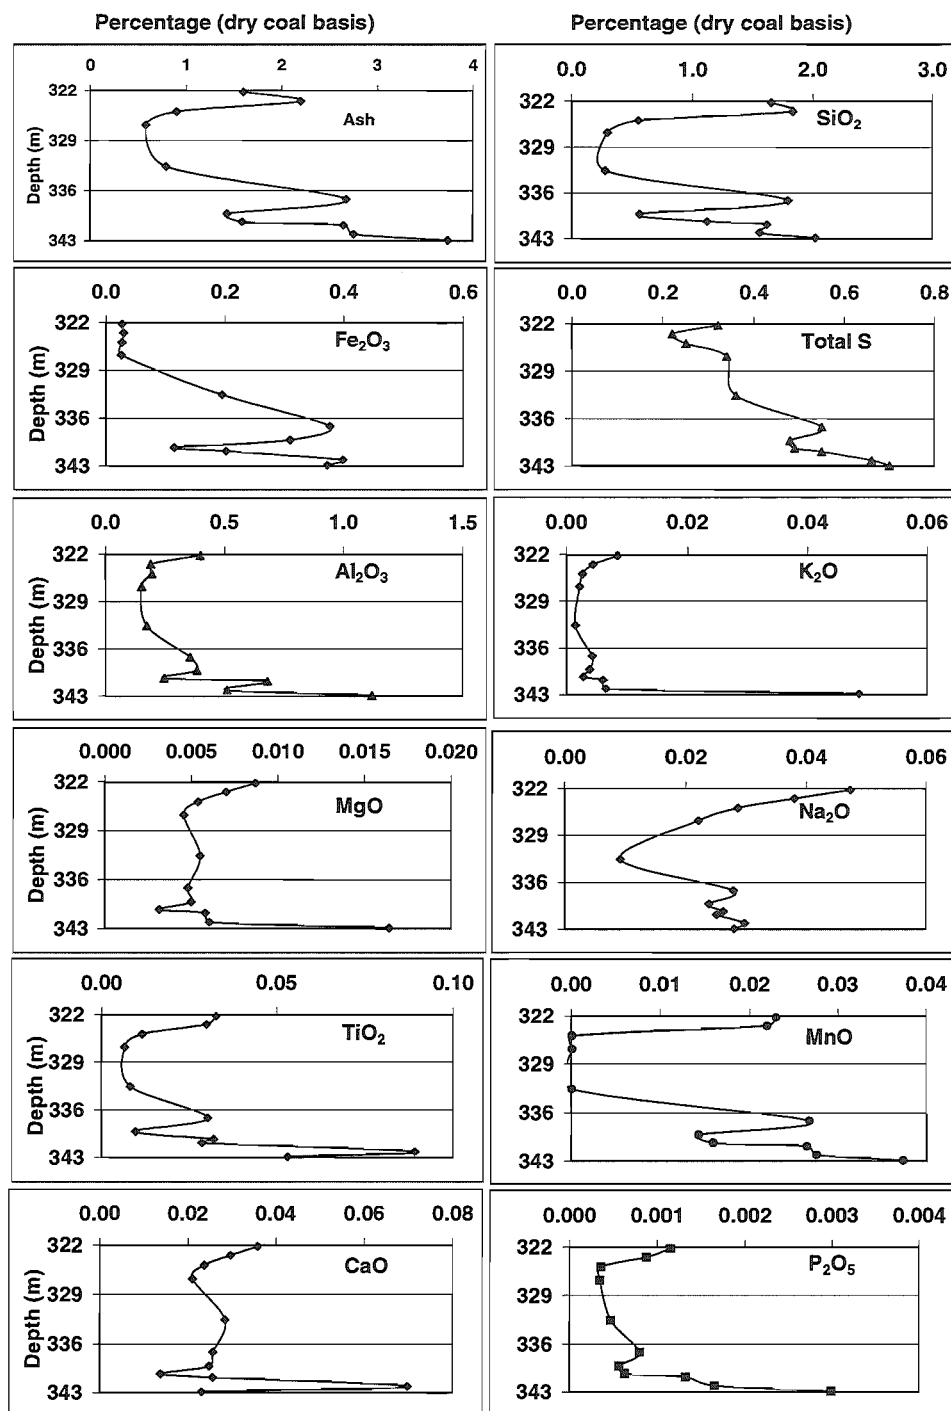 Percentage (dry coal basis) Percentage (dry coal basis)
0 1 2 3 4
322
329
336
343
Depth (m)
Ash
0.0 1.0 2.0 3.0
322
329
336
343
SiO₂
0.0 0.2 0.4 0.6
322
329
336
343
Depth (m)
Fe₂O₃
0.0 0.2 0.4 0.6 0.8
322
329
336
343
Total S
0.0 0.5 1.0 1.5
322
329
336
343
Depth (m)
Al₂O₃
0.00 0.02 0.04 0.06
322
329
336
343
K₂O
0.000 0.005 0.010 0.015 0.020
322
329
336
343
Depth (m)
MgO
0.00 0.02 0.04 0.06
322
329
336
343
Na₂O
0.00 0.05 0.10
322
329
336
343
Depth (m)
TiO₂
0.00 0.01 0.02 0.03 0.04
322
329
336
343
MnO
0.00 0.02 0.04 0.06 0.08
322
329
336
343
Depth (m)
CaO
0.000 0.001 0.002 0.003 0.004
322
329
336
343
P₂O₅